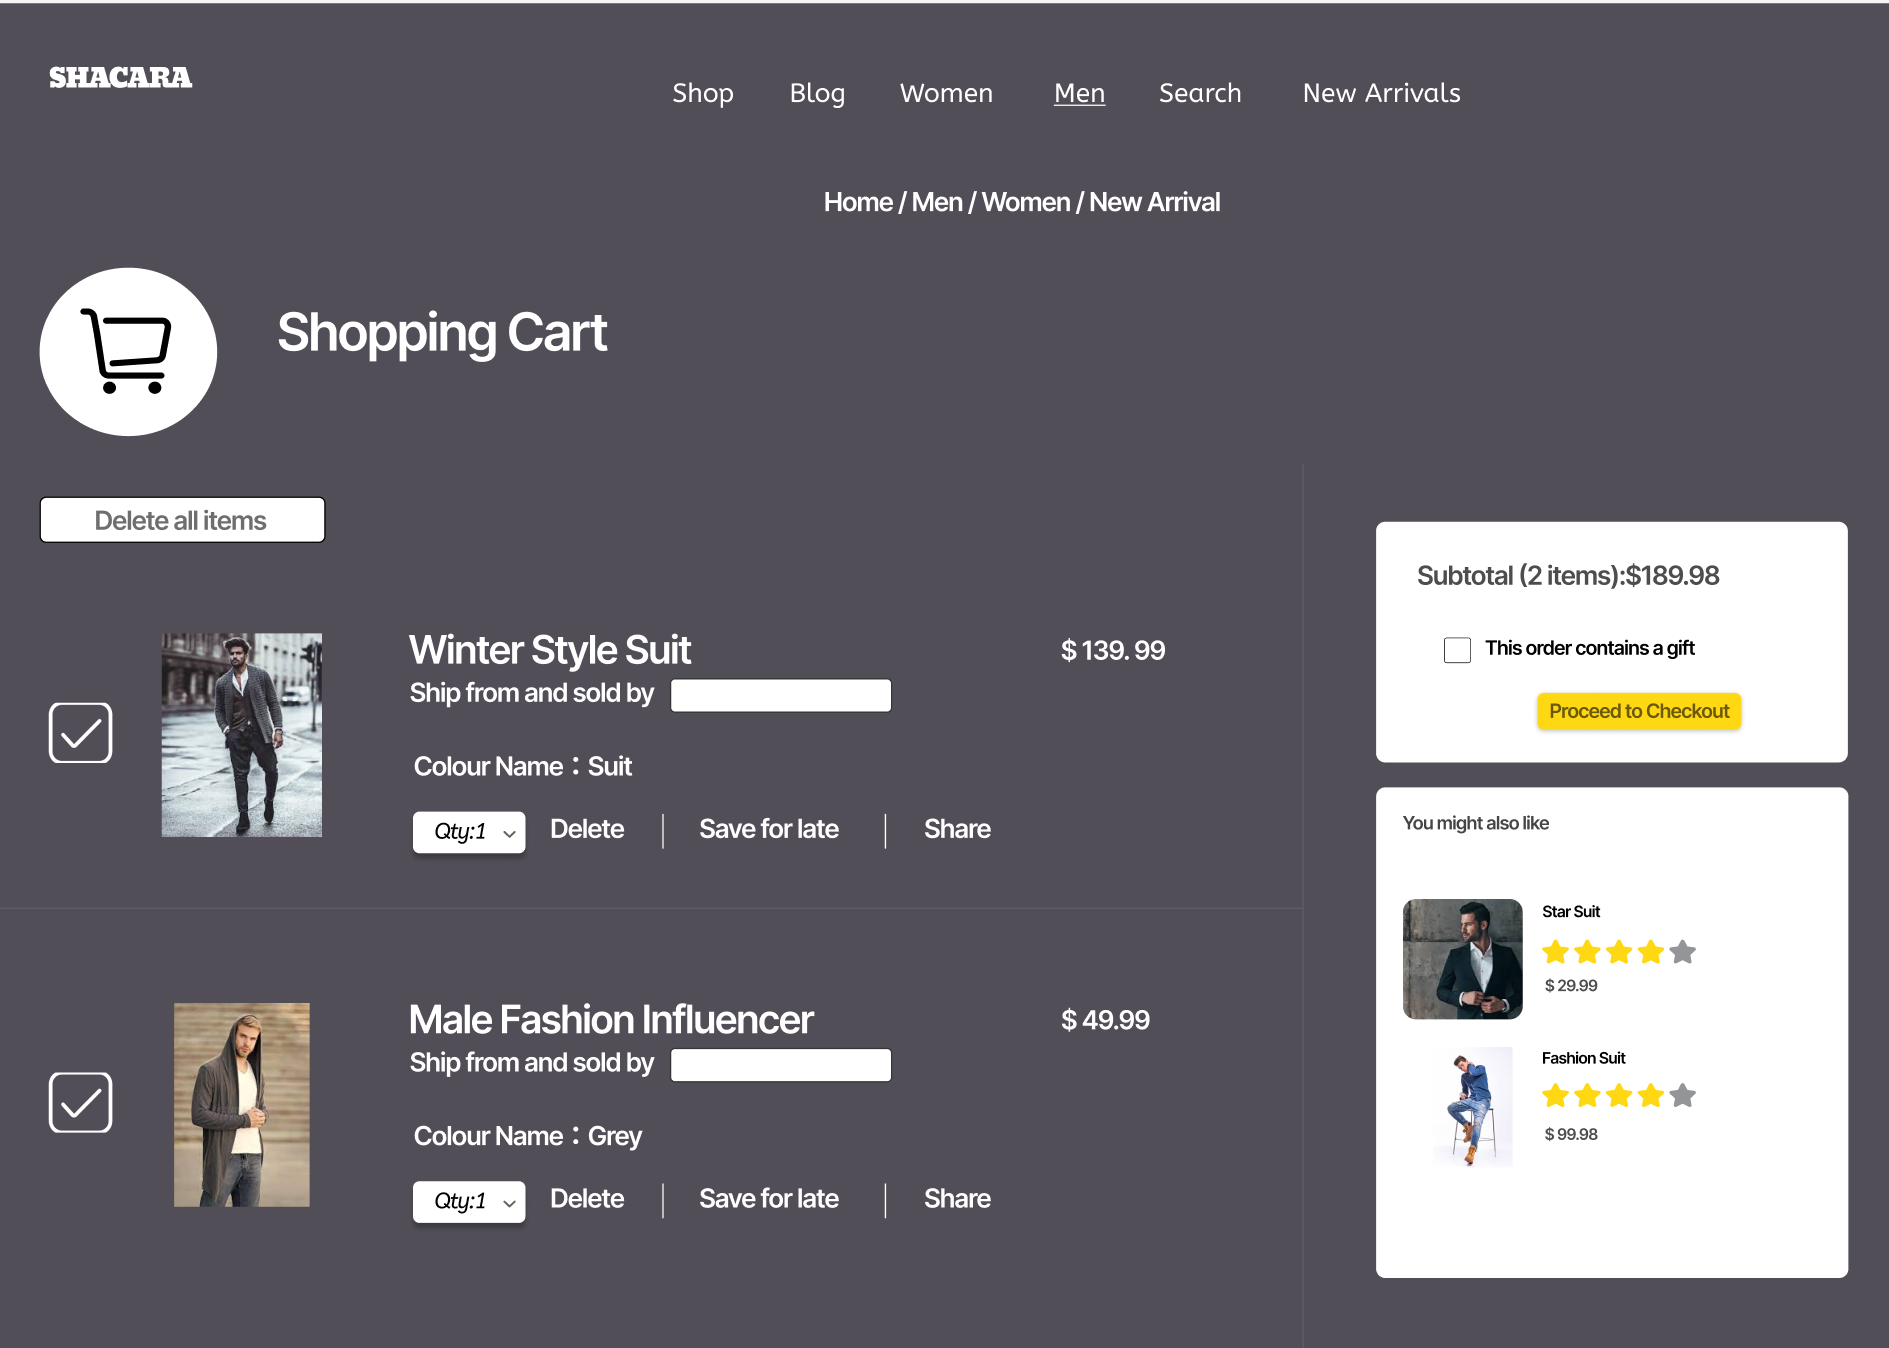 SHACARA
Shop Blog Women Men Search New Arrivals
Home / Men / Women / New Arrival
Shopping Cart
Delete all items
Winter Style Suit
$ 139. 99
Ship from and sold by
Colour Name : Suit
Qty:1 Delete Save for late Share
Male Fashion Influencer
$ 49.99
Ship from and sold by
Colour Name : Grey
Qty:1 Delete Save for late Share
Subtotal (2 items):$189.98
This order contains a gift
Proceed to Checkout
You might also like
Star Suit
$ 29.99
Fashion Suit
$ 99.98